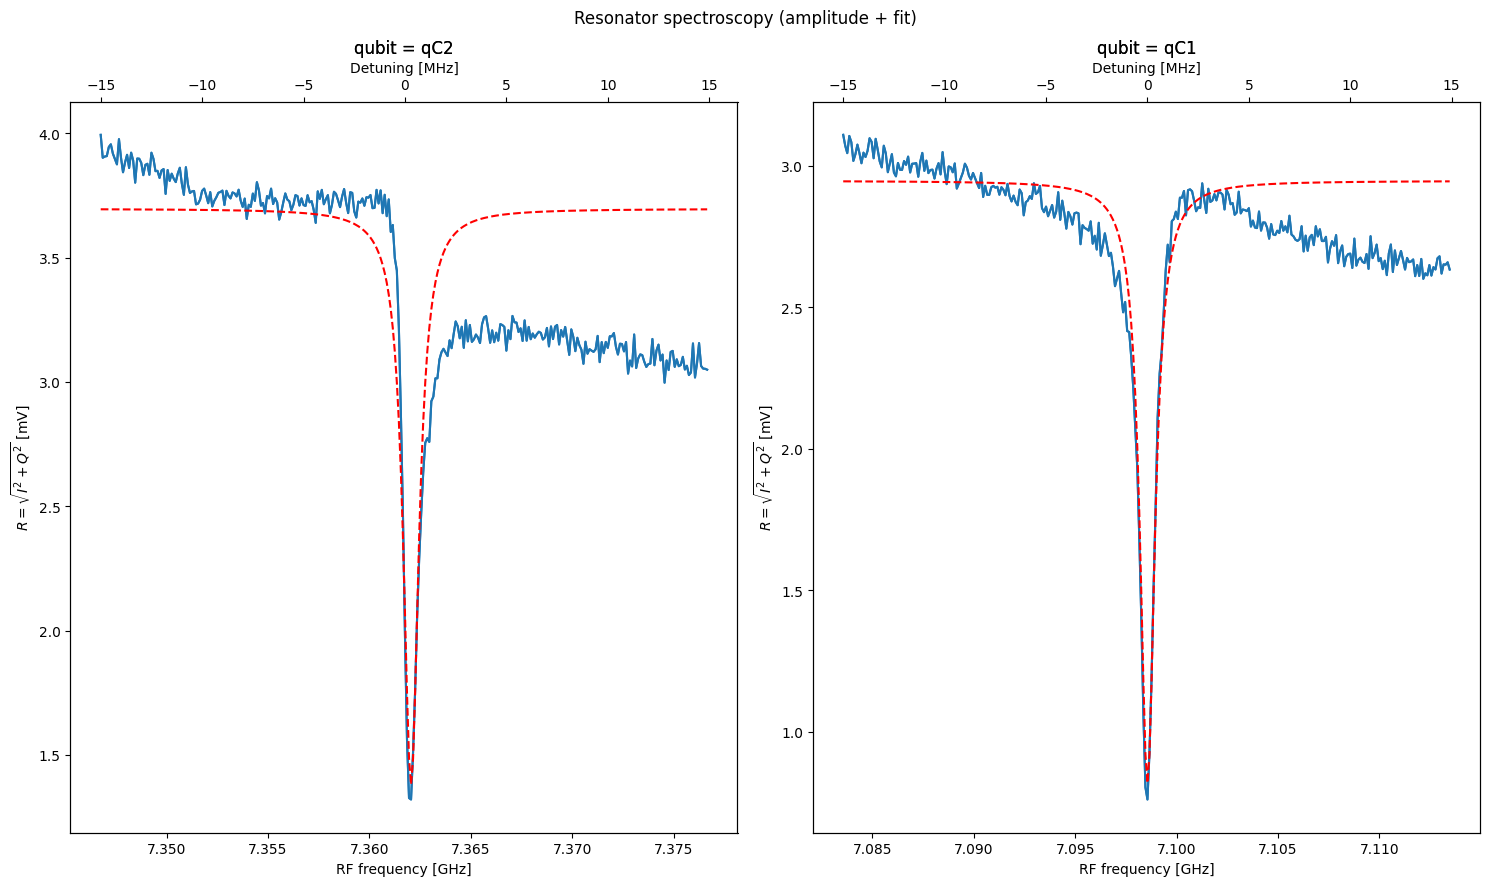 Resonator spectroscopy (amplitude + fit)
qubit = qC2
Detuning [MHz]
−15 −10 −5 0 5 10 15
4.0
3.5
3.0
2.5
2.0
1.5
R = √I² + Q² [mV]
7.350 7.355 7.360 7.365 7.370 7.375
RF frequency [GHz]
qubit = qC1
Detuning [MHz]
−15 −10 −5 0 5 10 15
3.0
2.5
2.0
1.5
1.0
R = √I² + Q² [mV]
7.085 7.090 7.095 7.100 7.105 7.110
RF frequency [GHz]